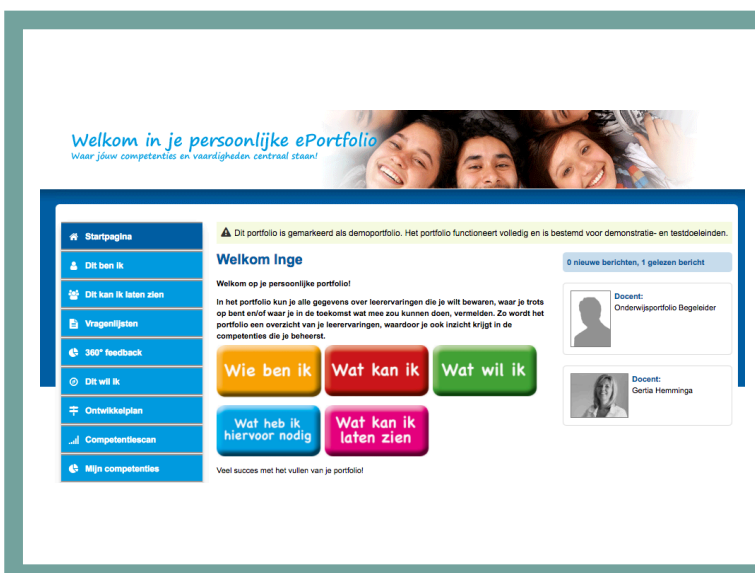 Welkom in je persoonlijke ePortfolio
Waar jóuw competenties en vaardigheden centraal staan!
Startpagina
Dit ben ik
Dit kan ik laten zien
Vragenlijsten
360° feedback
Dit wil ik
Ontwikkelplan
Competentiescan
Mijn competenties
Dit portfolio is gemarkeerd als demoportfolio. Het portfolio functioneert volledig en is bestemd voor demonstratie- en testdoeleinden.
Welkom Inge
Welkom op je persoonlijke portfolio!
In het portfolio kun je alle gegevens over leerervaringen die je wilt bewaren, waar je trots
op bent en/of waar je in de toekomst wat mee zou kunnen doen, vermelden. Zo wordt het
portfolio een overzicht van je leerervaringen, waardoor je ook inzicht krijgt in de
competenties die je beheerst.
Wie ben ik
Wat kan ik
Wat wil ik
Wat heb ik
hiervoor nodig
Wat kan ik
laten zien
Veel succes met het vullen van je portfolio!
0 nieuwe berichten, 1 gelezen bericht
Docent:
Onderwijsportfolio Begeleider
Docent:
Gertia Hemminga